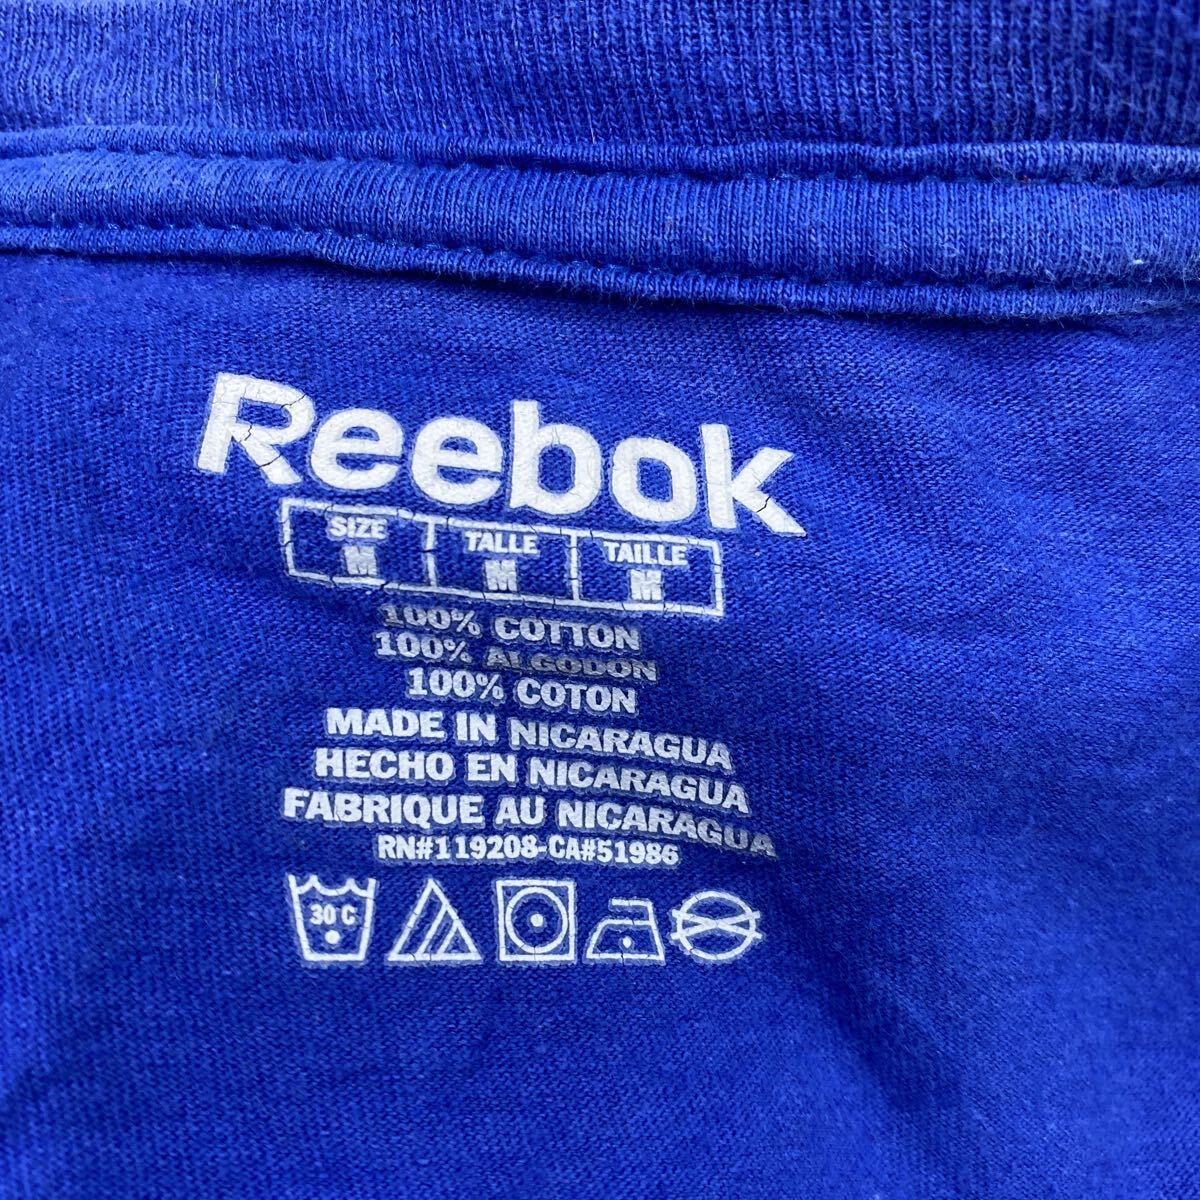 Reebok
SIZE TALLE TAILLE
M M M
100% COTTON
100% ALGODON
100% COTON
MADE IN NICARAGUA
HECHO EN NICARAGUA
FABRIQUE AU NICARAGUA
RN#119208-CA#51986
30°C